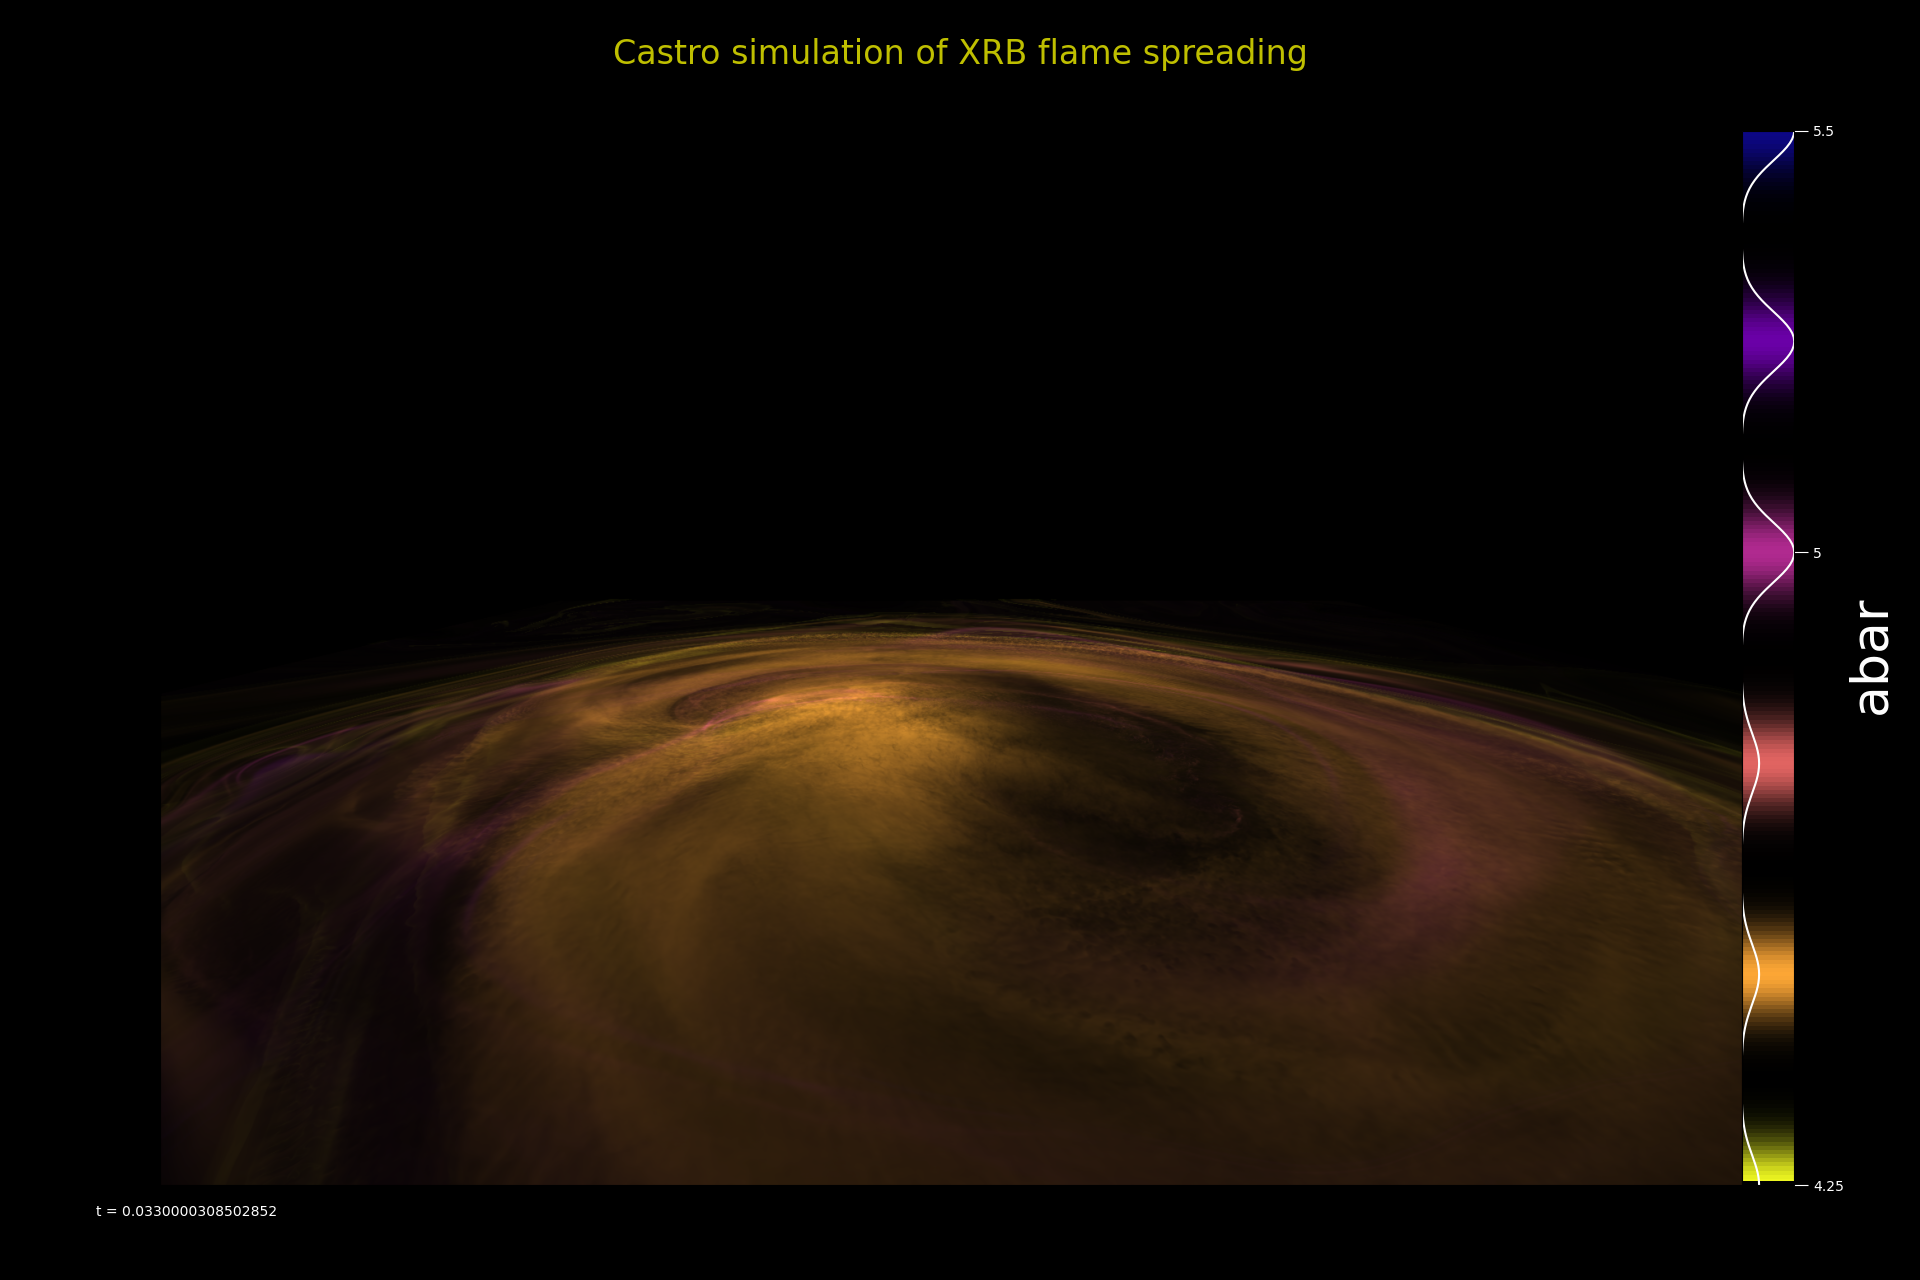 Castro simulation of XRB flame spreading
5.5
5
abar
4.25
t = 0.0330000308502852